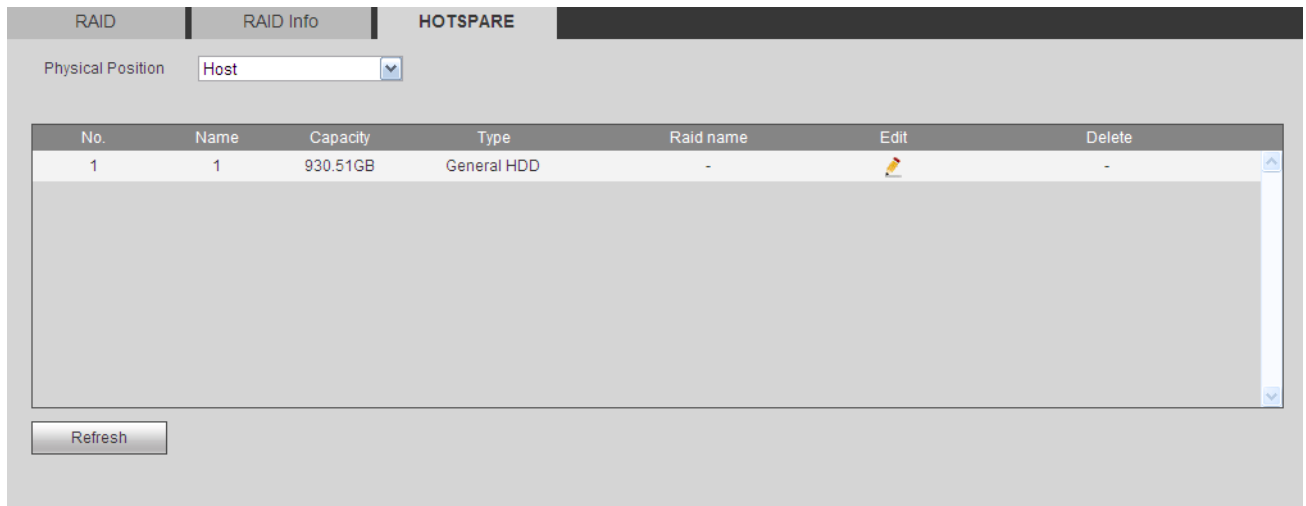 RAID RAID Info HOTSPARE
Physical Position Host
No. Name Capacity Type Raid name Edit Delete
1 1 930.51GB General HDD - -
Refresh